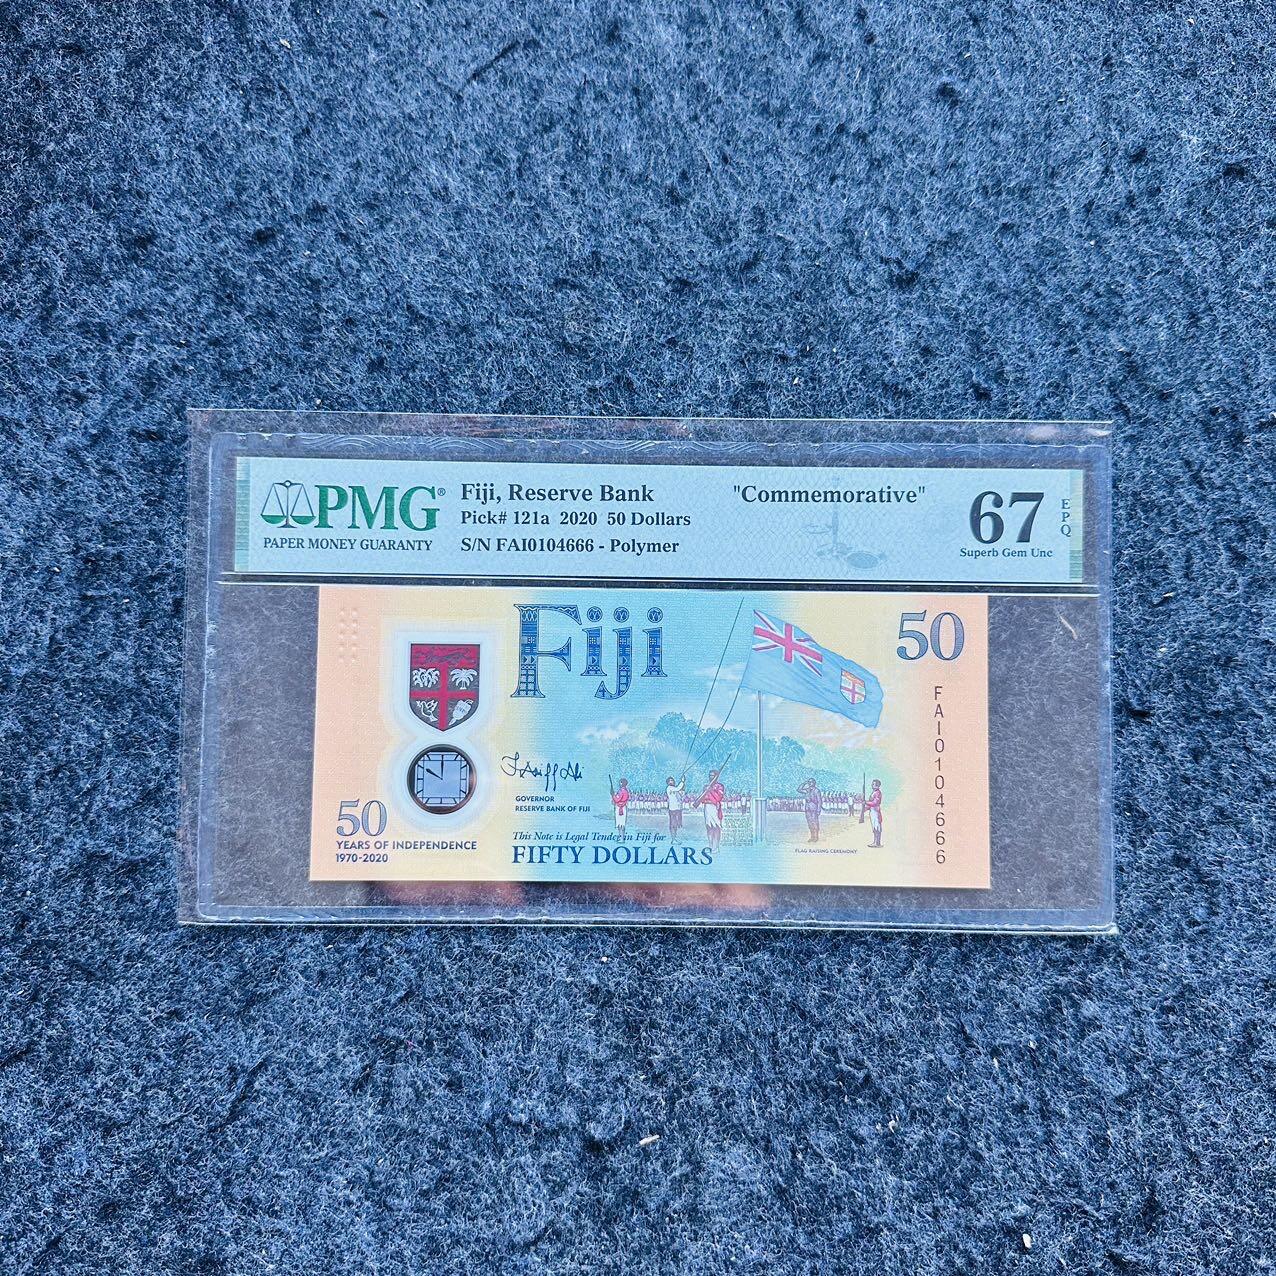 PMG®
PAPER MONEY GUARANTY
Fiji, Reserve Bank
Pick# 121a 2020 50 Dollars
S/N FAI0104666 - Polymer
"Commemorative"
67
Superb Gem Unc
EPQ
Fiji
50
FAI0104666
GOVERNOR
RESERVE BANK OF FIJI
50
YEARS OF INDEPENDENCE
1970-2020
This Note is Legal Tender in Fiji for
FIFTY DOLLARS
FLAG RAISING CEREMONY